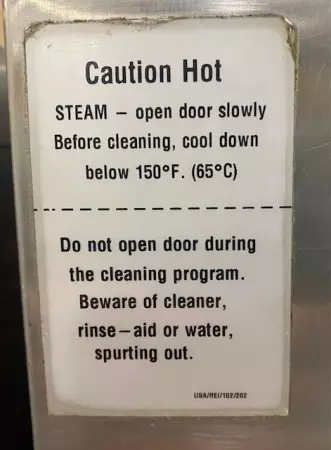 Caution Hot
STEAM – open door slowly
Before cleaning, cool down
below 150°F. (65°C)
Do not open door during
the cleaning program.
Beware of cleaner,
rinse–aid or water,
spurting out.
USA/REI/102/202